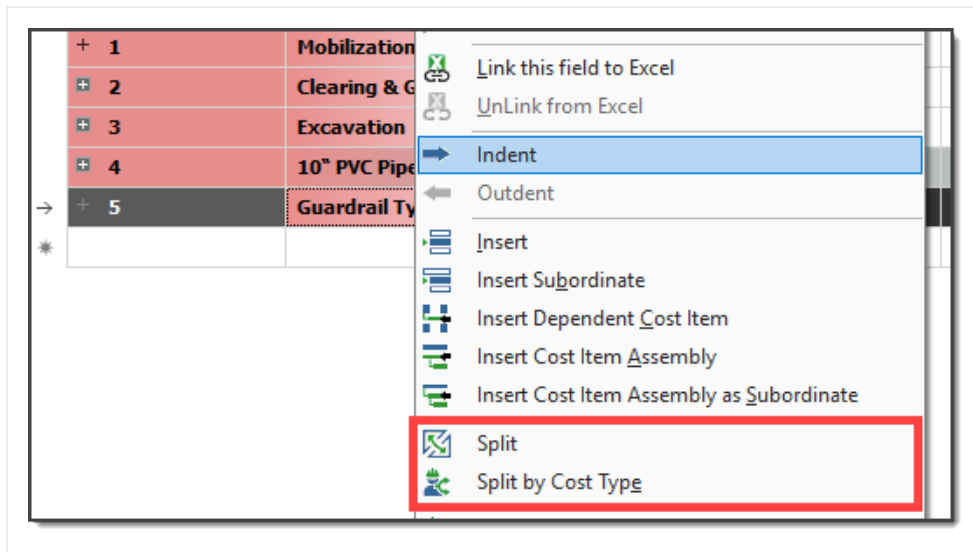 1 Mobilization
2 Clearing & G
3 Excavation
4 10" PVC Pipe
5 Guardrail Ty
Link this field to Excel
UnLink from Excel
Indent
Outdent
Insert
Insert Subordinate
Insert Dependent Cost Item
Insert Cost Item Assembly
Insert Cost Item Assembly as Subordinate
Split
Split by Cost Type